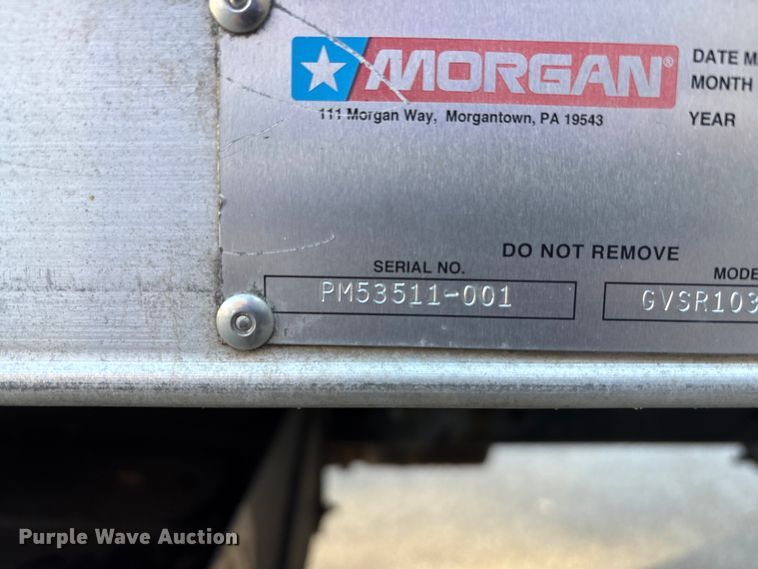 MORGAN®
111 Morgan Way, Morgantown, PA 19543
DATE M
MONTH
YEAR
DO NOT REMOVE
SERIAL NO.
MODE
PM53511-001
GVSR103
Purple Wave Auction